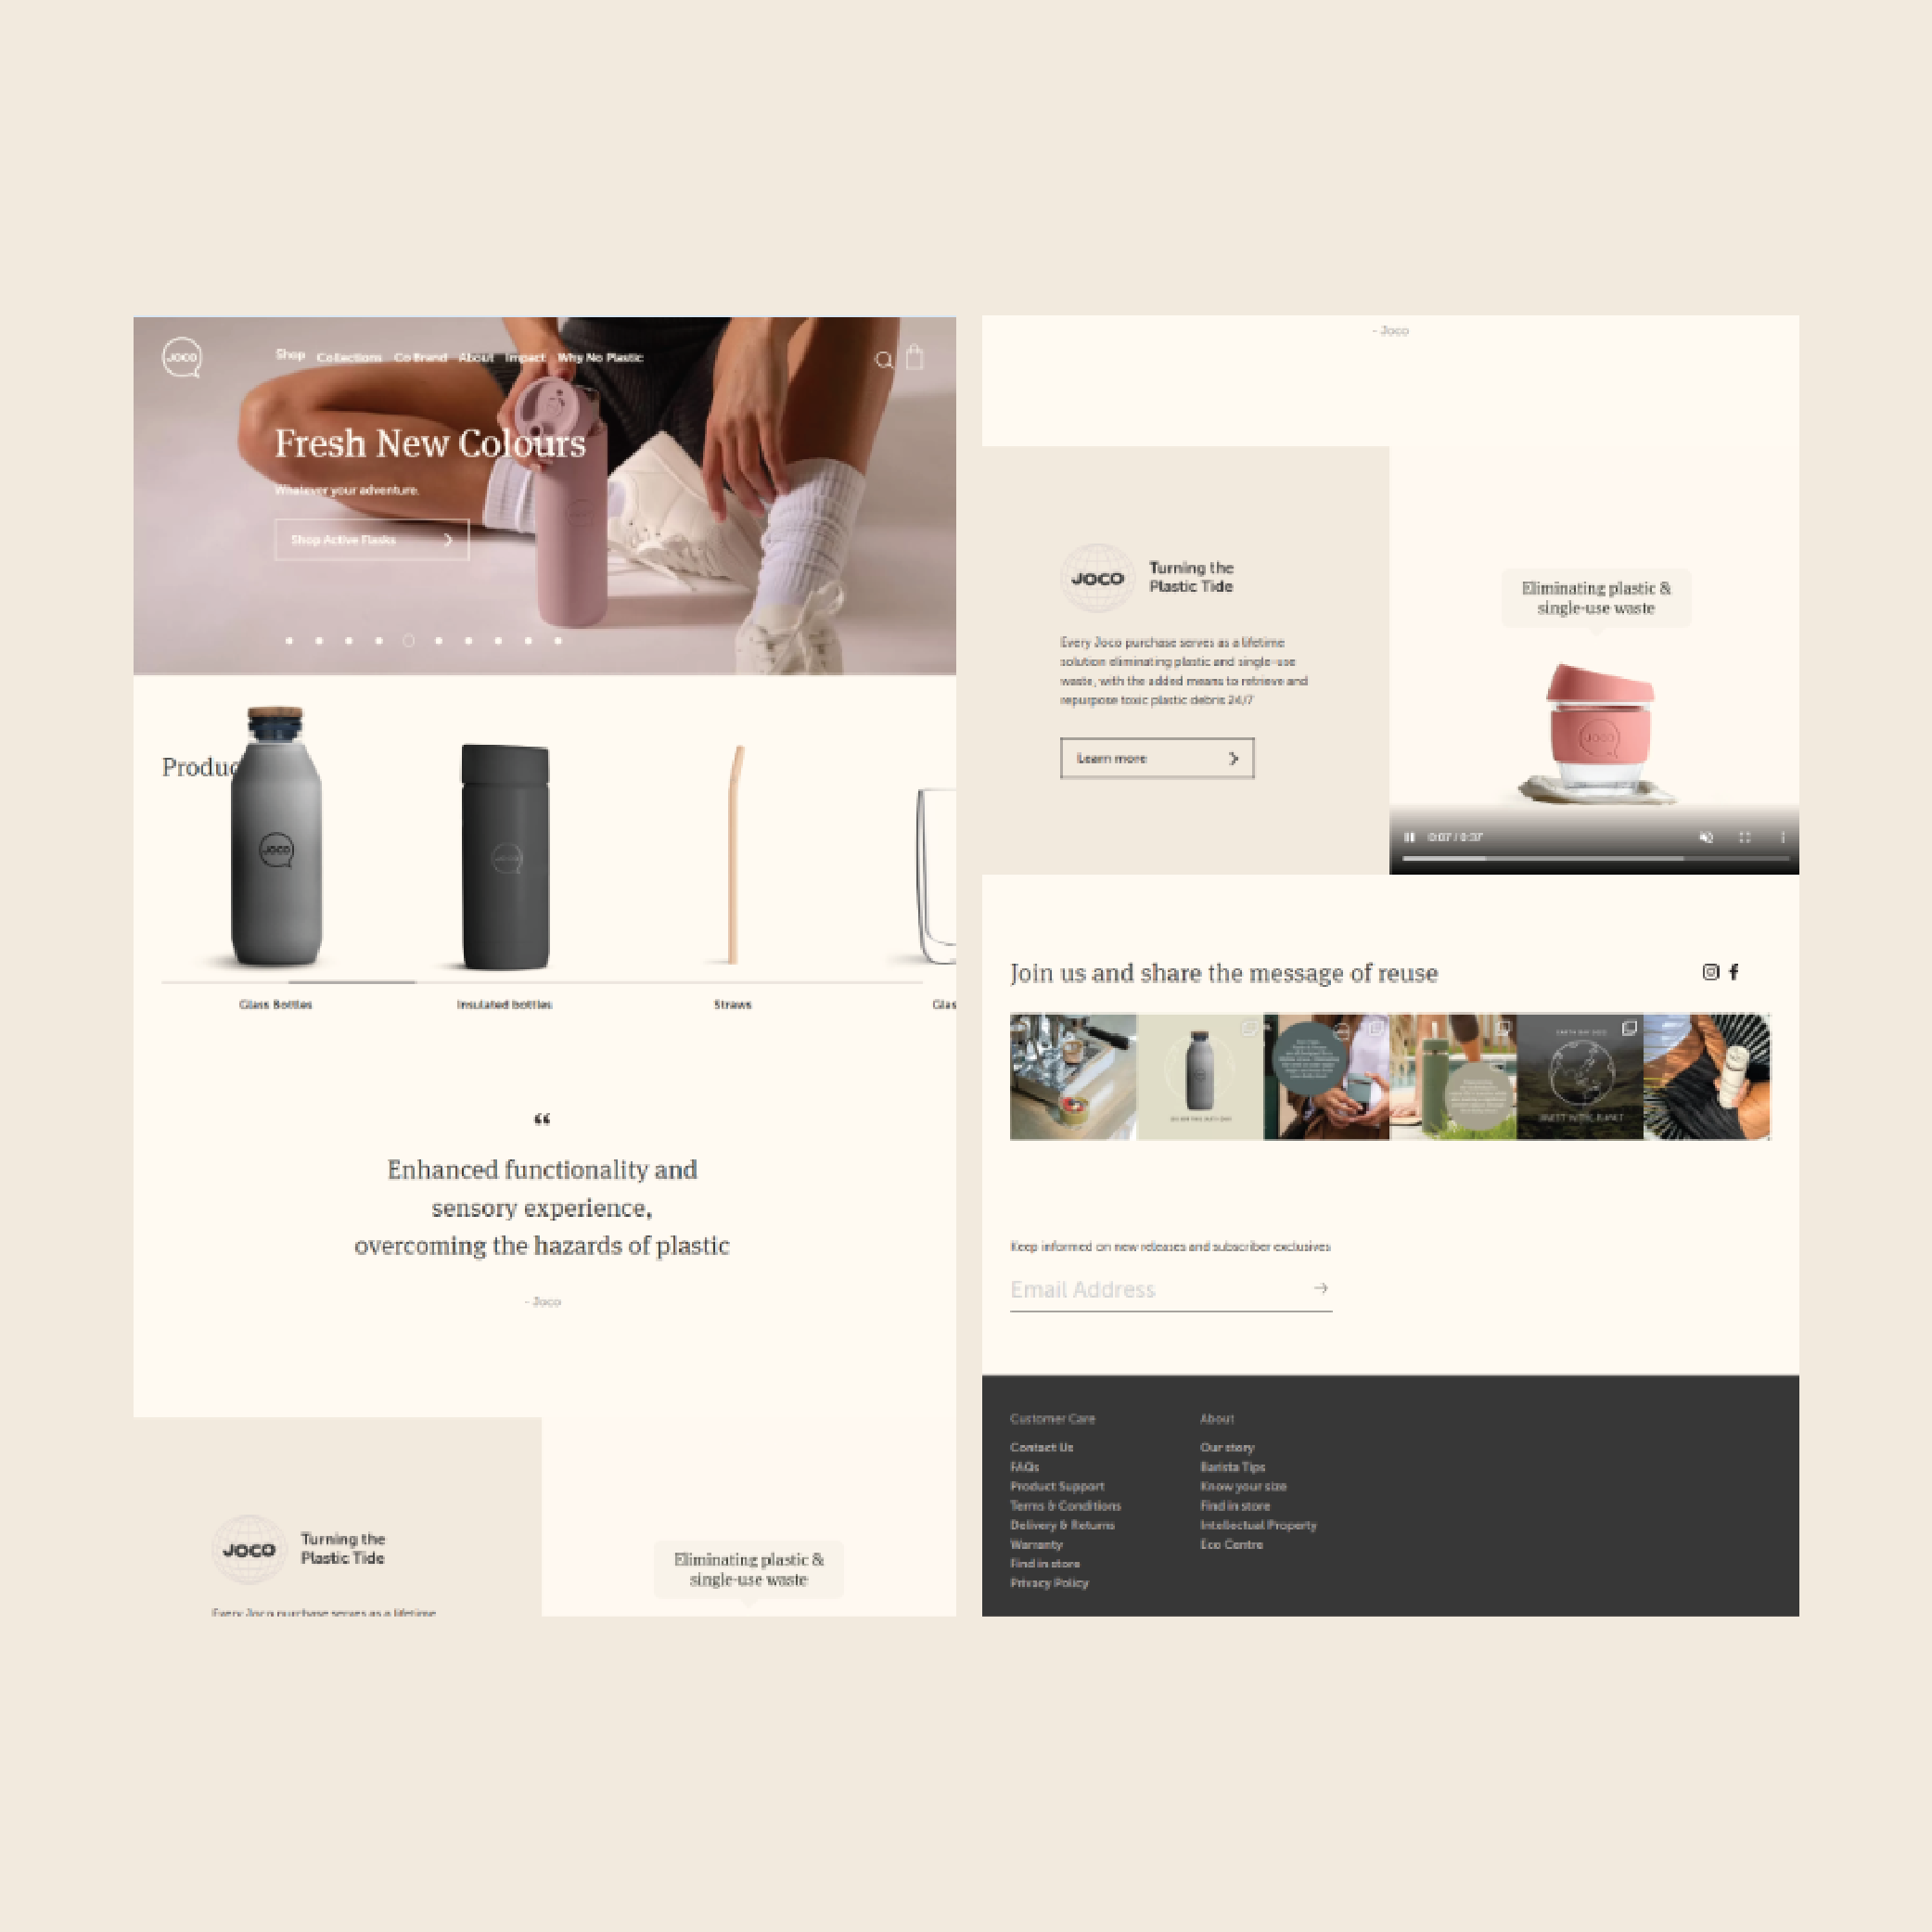 JOCO
Shop Collections Co Brand About Impact Why No Plastic
Fresh New Colours
Whatever your adventure.
Shop Active Flasks
Produc
JOCO
JOCO
Glass Bottles
Insulated bottles
Straws
Glas
“
Enhanced functionality and
sensory experience,
overcoming the hazards of plastic
- Joco
JOCO
Turning the
Plastic Tide
Every Joco purchase serves as a lifetime
Eliminating plastic &
single-use waste
- Joco
JOCO
Turning the
Plastic Tide
Every Joco purchase serves as a lifetime
solution eliminating plastic and single-use
waste, with the added means to retrieve and
repurpose toxic plastic debris 24/7
Learn more
Eliminating plastic &
single-use waste
JOCO
0:07 / 0:37
Join us and share the message of reuse
Keep informed on new releases and subscriber exclusives
Email Address
Customer Care
Contact Us
FAQs
Product Support
Terms & Conditions
Delivery & Returns
Warranty
Find in store
Privacy Policy
About
Our story
Barista Tips
Know your size
Find in store
Intellectual Property
Eco Centre